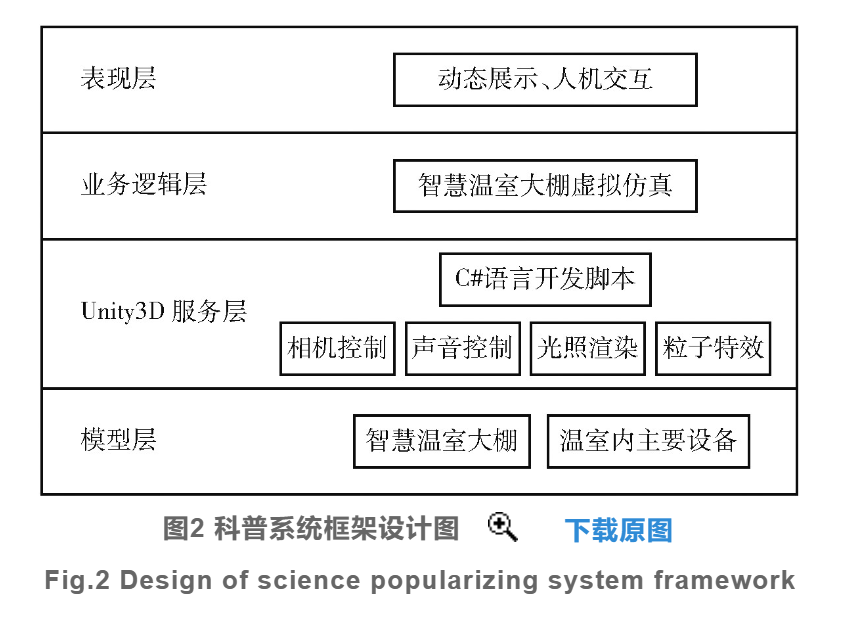 表现层
动态展示、人机交互
业务逻辑层
智慧温室大棚虚拟仿真
C#语言开发脚本
Unity3D 服务层
相机控制
声音控制
光照渲染
粒子特效
模型层
智慧温室大棚
温室内主要设备
图2 科普系统框架设计图
下载原图
Fig.2 Design of science popularizing system framework